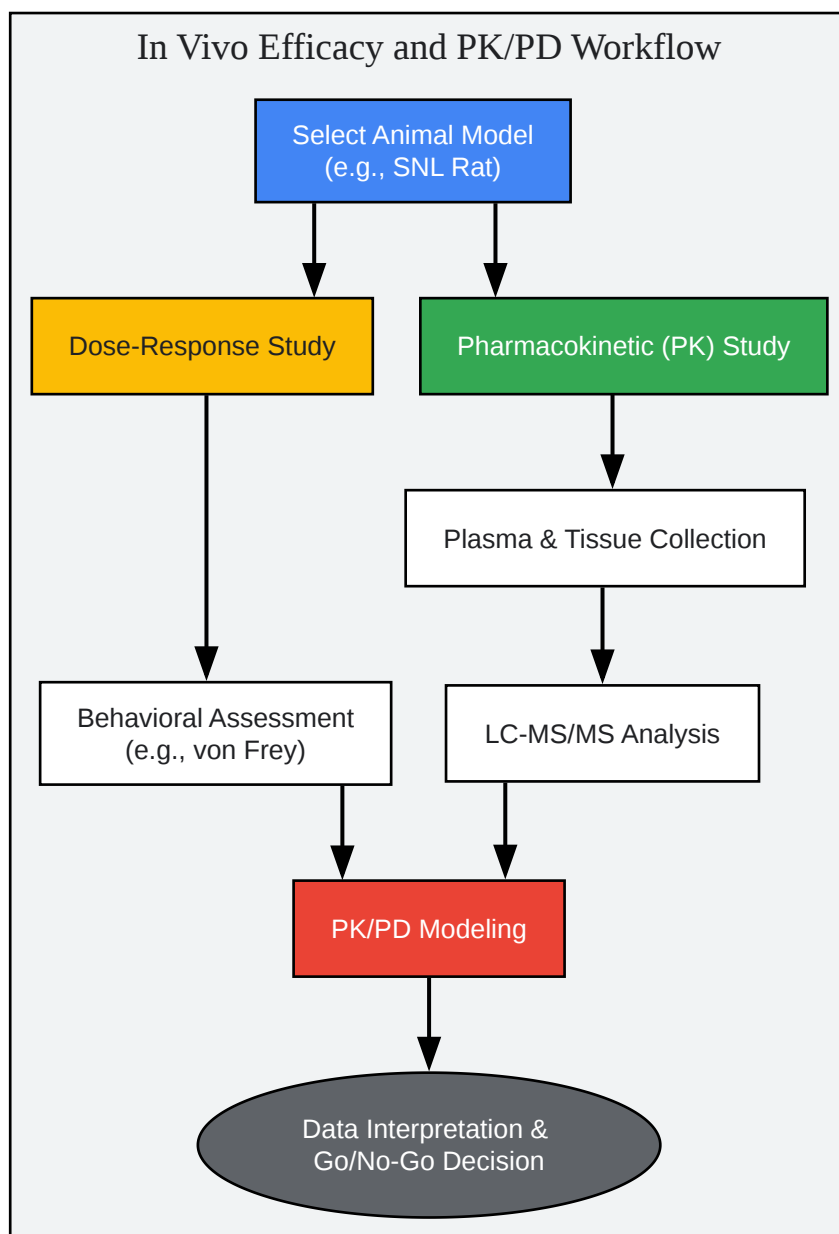 In Vivo Efficacy and PK/PD Workflow
Select Animal Model
(e.g., SNL Rat)
Dose-Response Study
Pharmacokinetic (PK) Study
Plasma & Tissue Collection
Behavioral Assessment
(e.g., von Frey)
LC-MS/MS Analysis
PK/PD Modeling
Data Interpretation &
Go/No-Go Decision